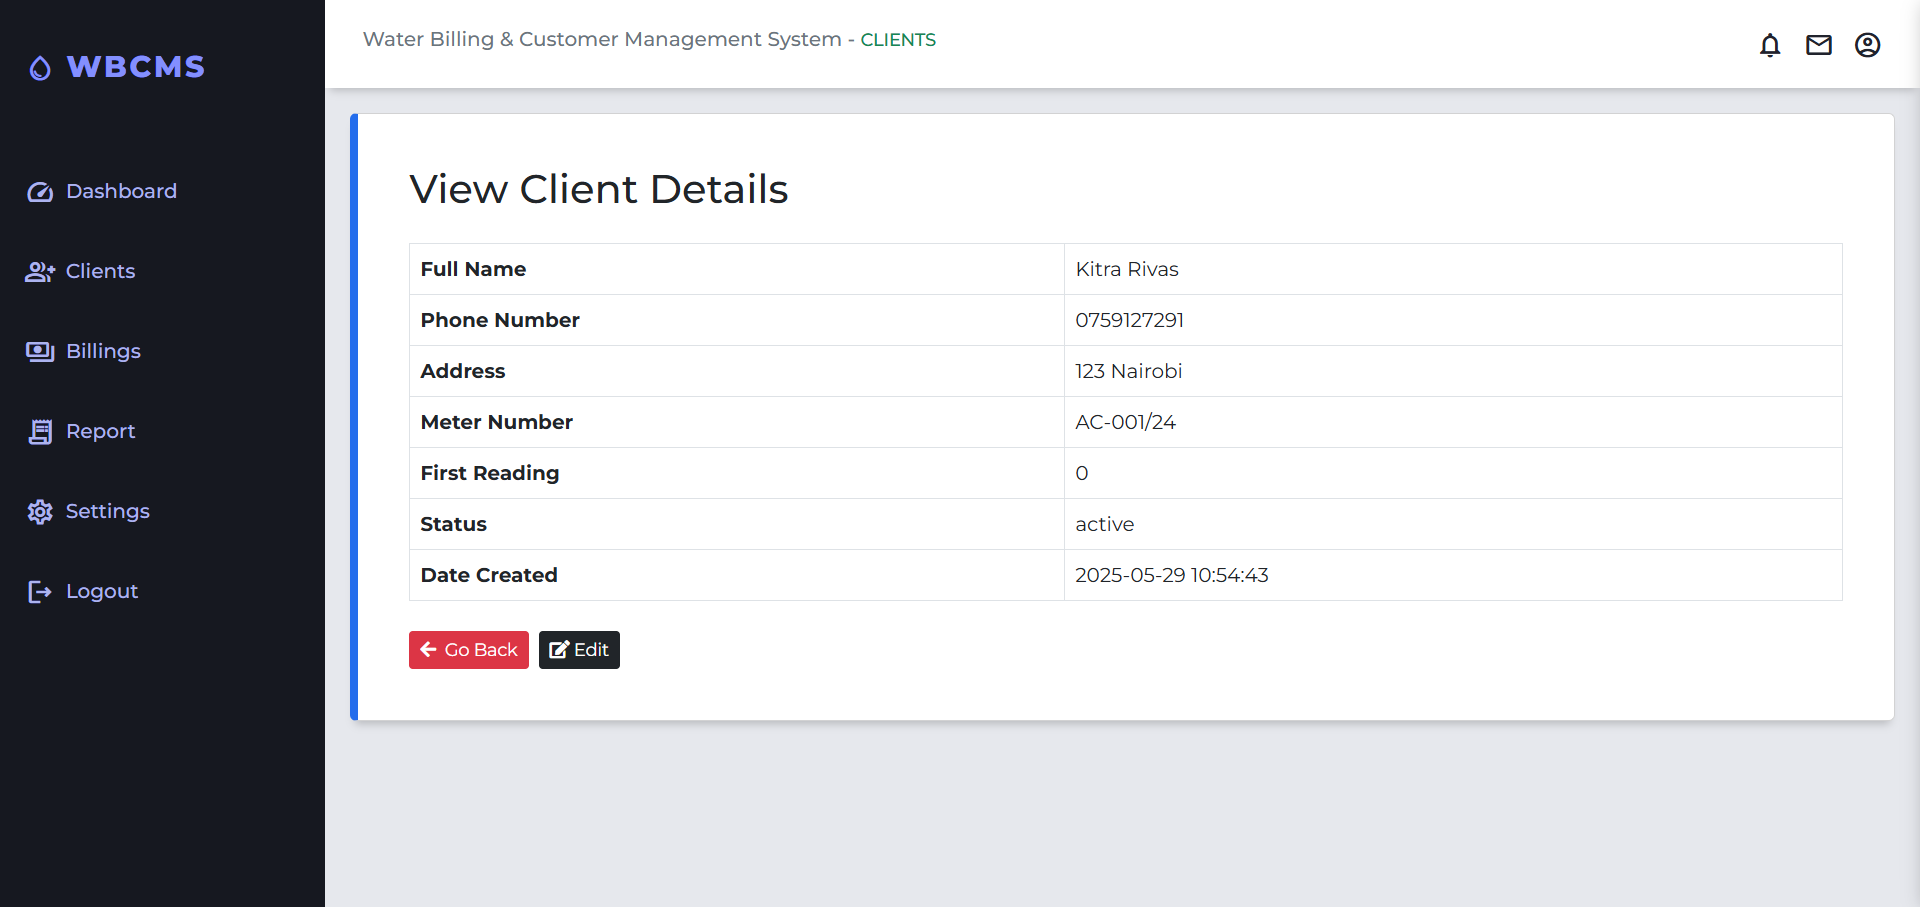 WBCMS
Water Billing & Customer Management System - CLIENTS
Dashboard
Clients
Billings
Report
Settings
Logout
View Client Details
Full Name Kitra Rivas
Phone Number 0759127291
Address 123 Nairobi
Meter Number AC-001/24
First Reading 0
Status active
Date Created 2025-05-29 10:54:43
Go Back Edit